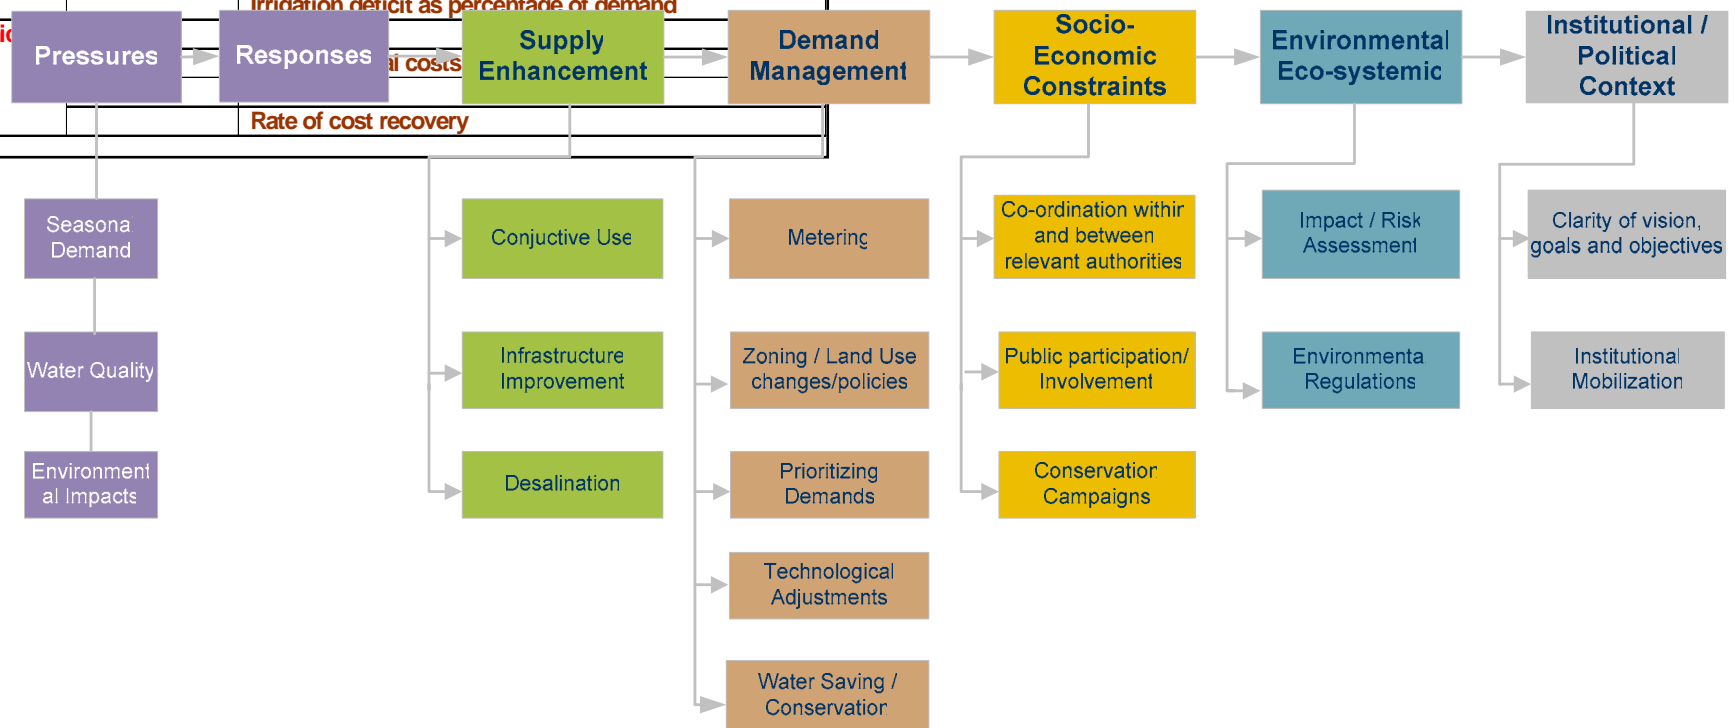 Irrigation deficit as percentage of demand
Pressures
Responses
al costs
Supply
Enhancement
Demand
Management
Socio-
Economic
Constraints
Environmental
Eco-systemic
Institutional /
Political
Context
Rate of cost recovery
Seasona
Demand
Conjuctive Use
Metering
Co-ordination within
and between
relevant authorities
Impact / Risk
Assessment
Clarity of vision,
goals and objectives
Water Quality
Infrastructure
Improvement
Zoning / Land Use
changes/policies
Public participation/
Involvement
Environmenta
Regulations
Institutional
Mobilization
Environment
al Impacts
Desalination
Prioritizing
Demands
Conservation
Campaigns
Technological
Adjustments
Water Saving /
Conservation